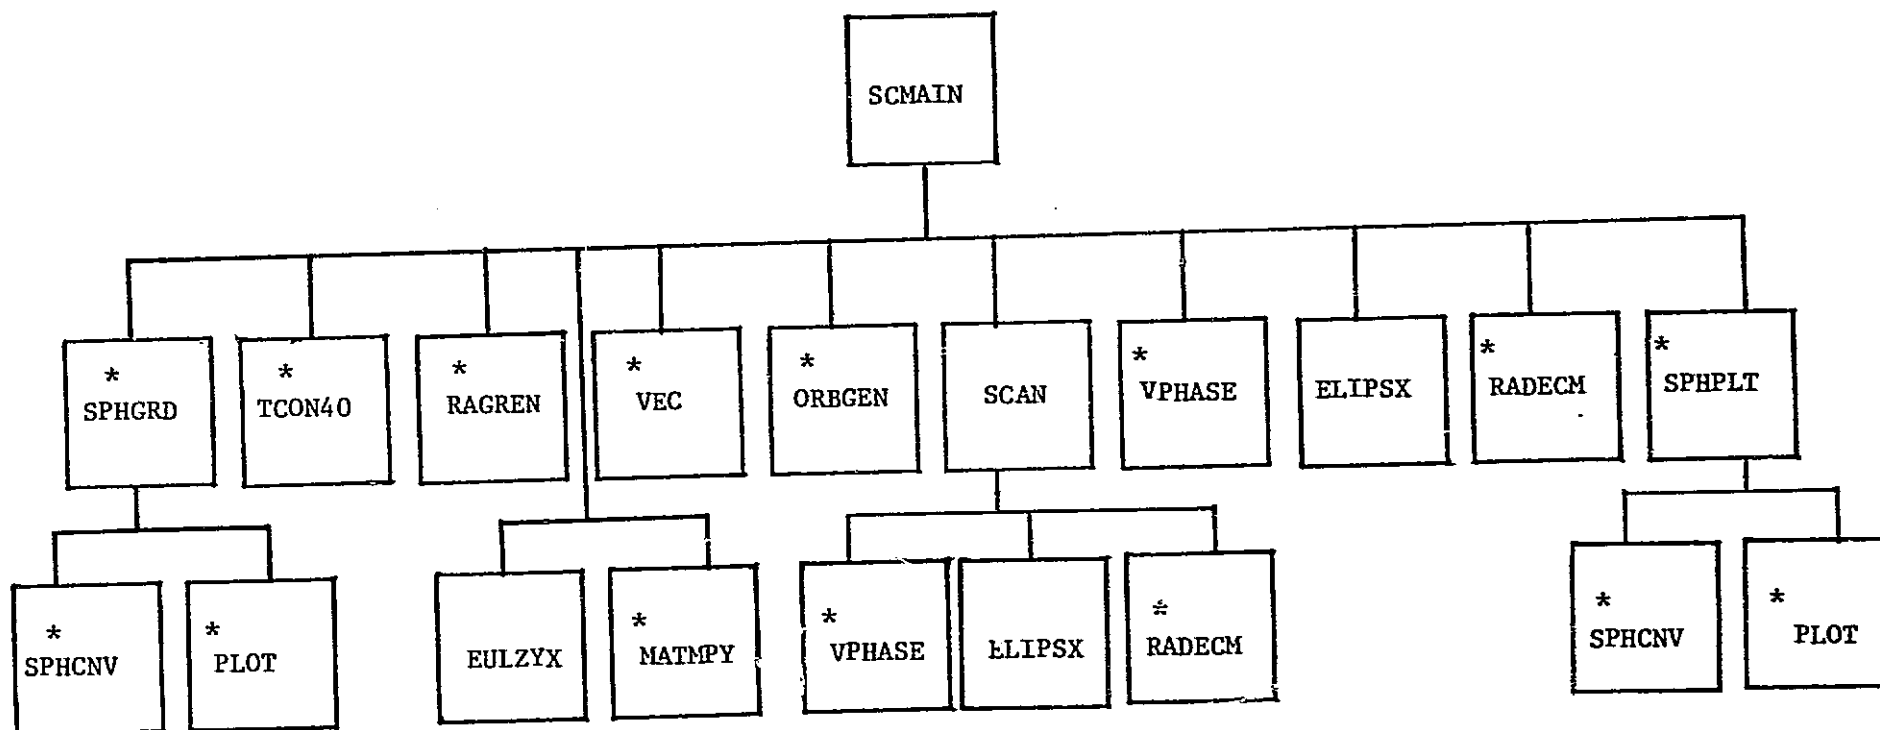 SCMAIN
* SPHGRD
* TCON40
* RAGREN
* VEC
* ORBGEN
SCAN
* VPHASE
ELIPSX
* RADECM
* SPHPLT
* SPHCNV
* PLOT
EULZYX
* MATMPY
* VPHASE
ELIPSX
* RADECM
* SPHCNV
* PLOT